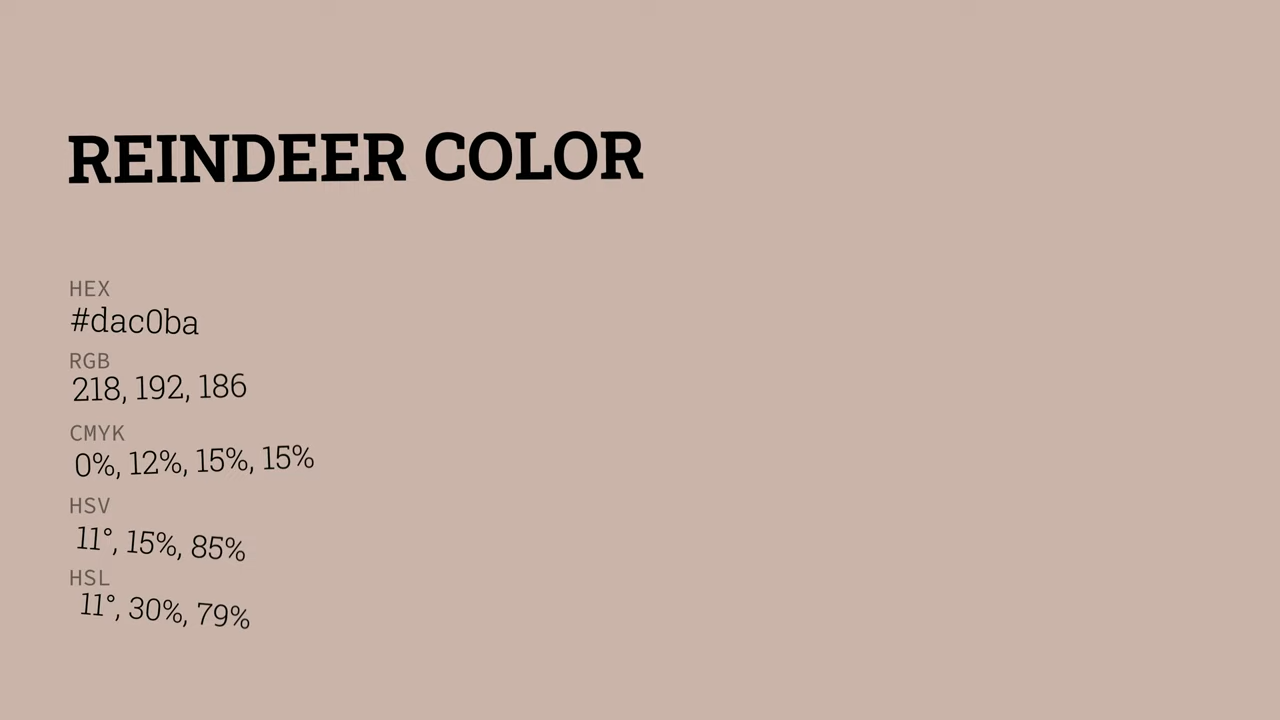 REINDEER COLOR
HEX
#dac0ba
RGB
218, 192, 186
CMYK
0%, 12%, 15%, 15%
HSV
11°, 15%, 85%
HSL
11°, 30%, 79%